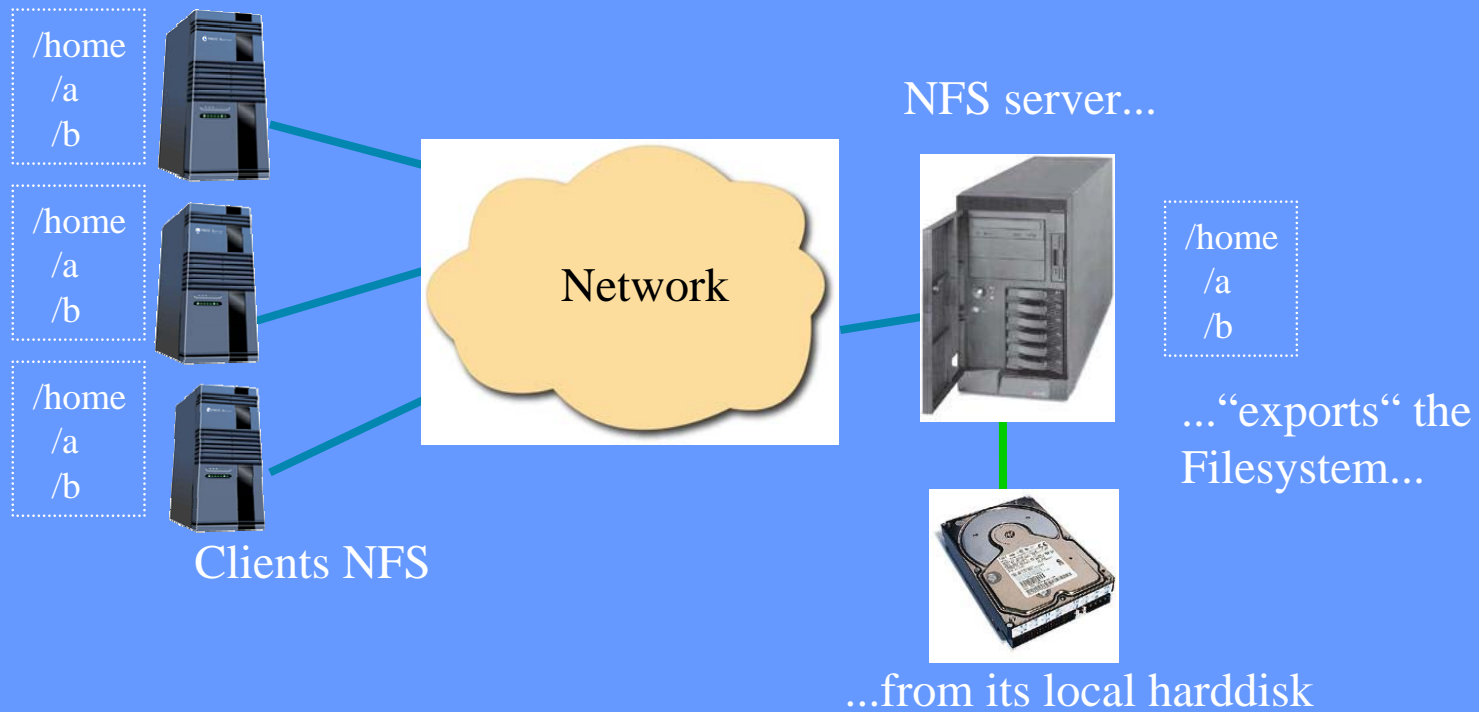 /home
/a
/b
/home
/a
/b
/home
/a
/b
Clients NFS
Network
NFS server...
/home
/a
/b
...“exports“ the
Filesystem...
...from its local harddisk